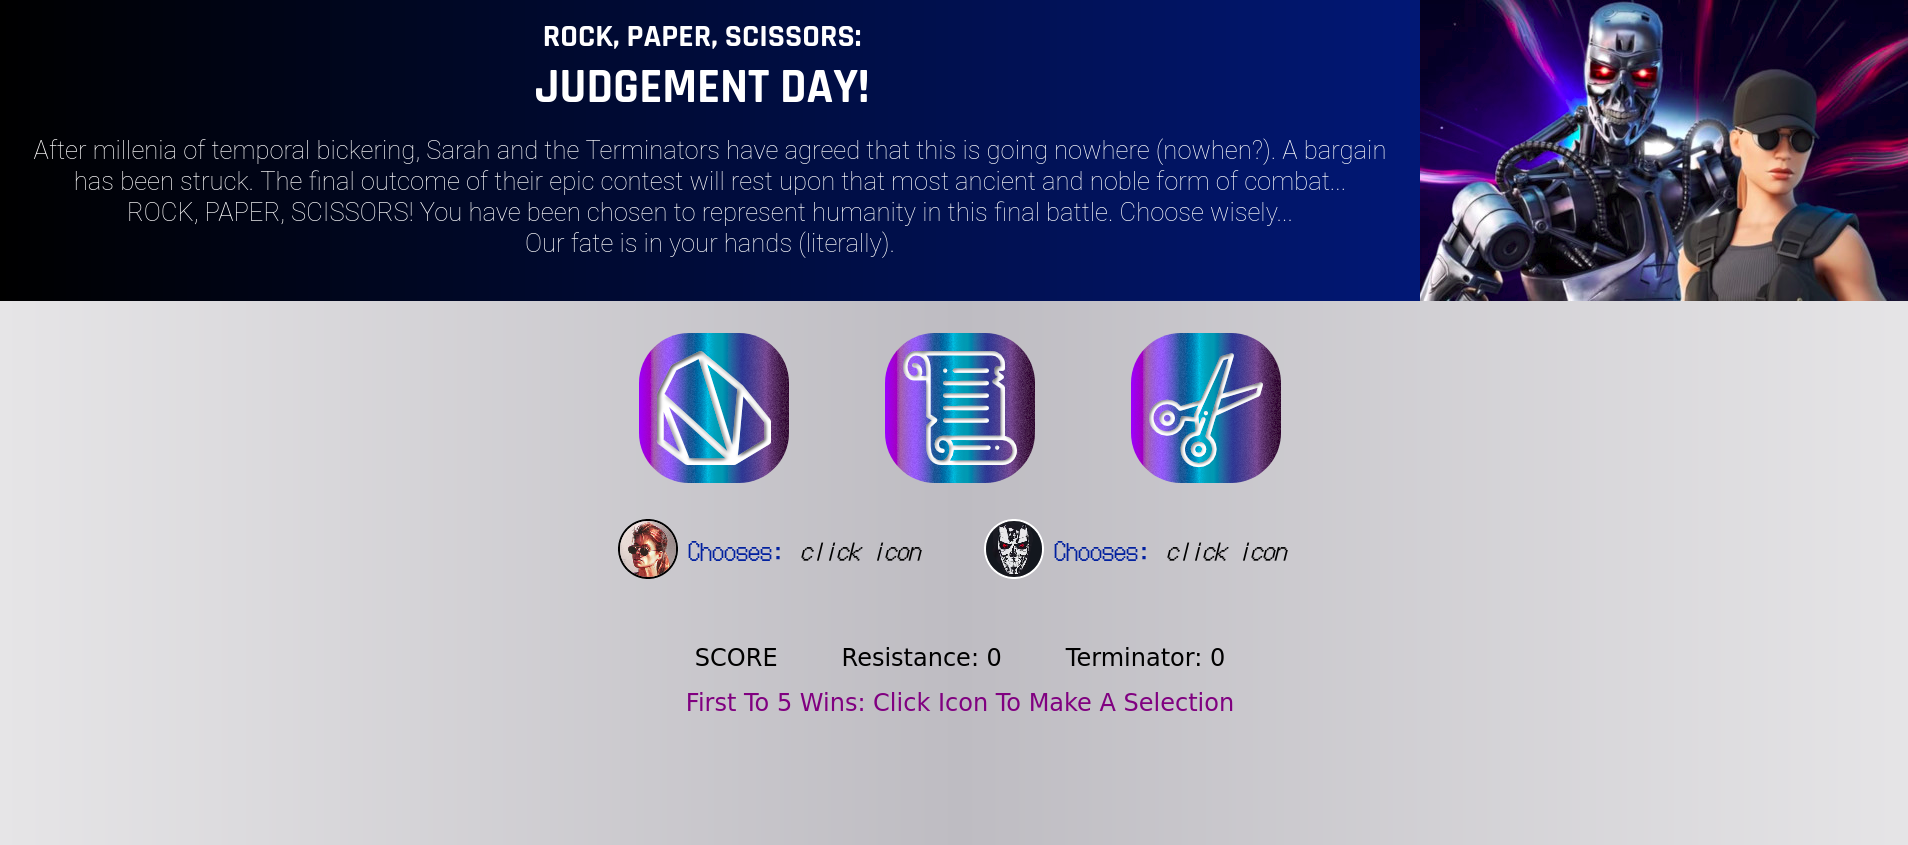 ROCK, PAPER, SCISSORS:
JUDGEMENT DAY!
After millenia of temporal bickering, Sarah and the Terminators have agreed that this is going nowhere (nowhen?). A bargain
has been struck. The final outcome of their epic contest will rest upon that most ancient and noble form of combat...
ROCK, PAPER, SCISSORS! You have been chosen to represent humanity in this final battle. Choose wisely...
Our fate is in your hands (literally).
Chooses: click icon Chooses: click icon
SCORE Resistance: 0 Terminator: 0
First To 5 Wins: Click Icon To Make A Selection